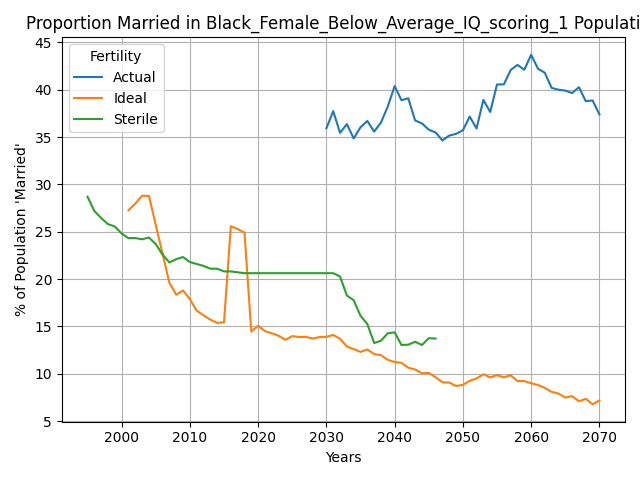 Proportion Married in Black_Female_Below_Average_IQ_scoring_1 Populati
Fertility
Actual
Ideal
Sterile
% of Population 'Married'
45
40
35
30
25
20
15
10
5
2000 2010 2020 2030 2040 2050 2060 2070
Years